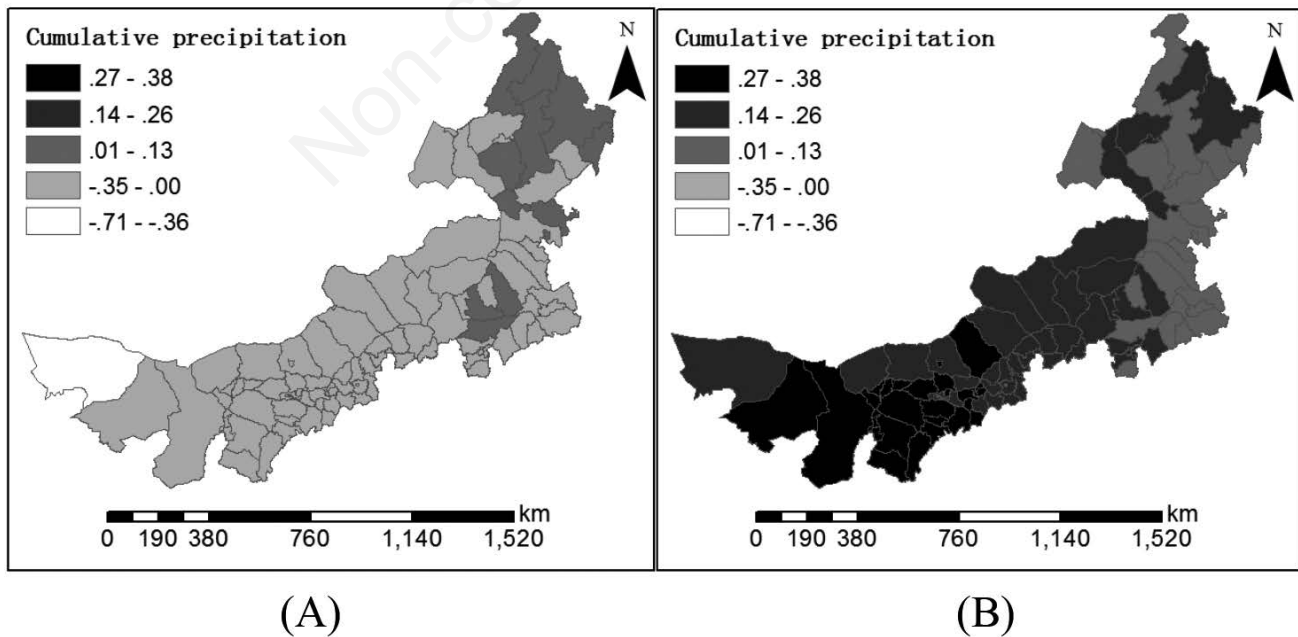 Non-co
Cumulative precipitation
N
.27 - .38
.14 - .26
.01 - .13
-.35 - .00
-.71 - -.36
km
0 190 380 760 1,140 1,520
(A)
Cumulative precipitation
N
.27 - .38
.14 - .26
.01 - .13
-.35 - .00
-.71 - -.36
km
0 190 380 760 1,140 1,520
(B)